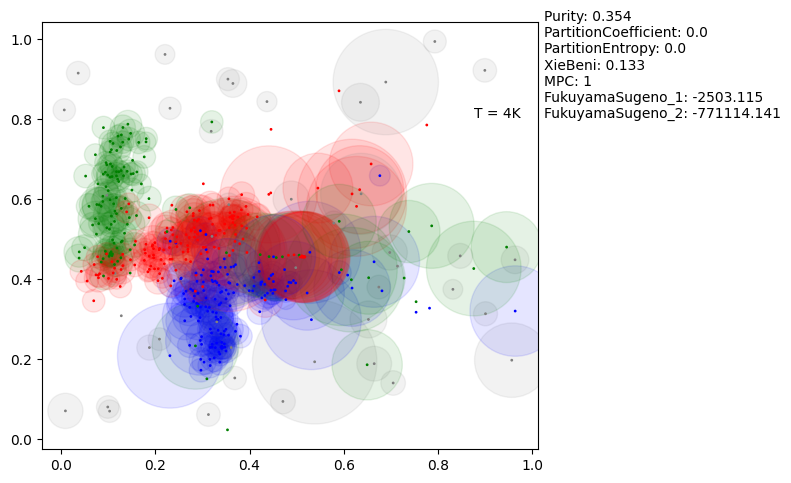 Purity: 0.354
PartitionCoefficient: 0.0
PartitionEntropy: 0.0
XieBeni: 0.133
MPC: 1
FukuyamaSugeno_1: -2503.115
FukuyamaSugeno_2: -771114.141
T = 4K
1.0
0.8
0.6
0.4
0.2
0.0
0.0 0.2 0.4 0.6 0.8 1.0